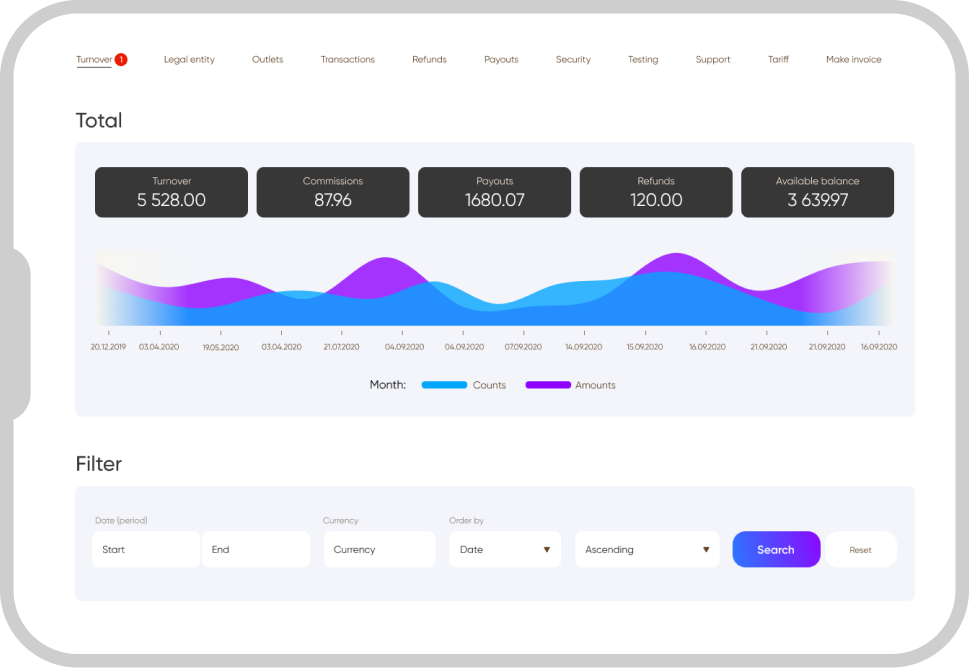 Turnover 1 Legal entity Outlets Transactions Refunds Payouts Security Testing Support Tariff Make invoice
Total
Turnover Commissions Payouts Refunds Available balance
5 528.00 87.96 1680.07 120.00 3 639.97
20.12.2019 03.04.2020 19.05.2020 03.04.2020 21.07.2020 04.09.2020 04.09.2020 07.09.2020 14.09.2020 15.09.2020 16.09.2020 21.09.2020 21.09.2020 16.09.2020
Month: Counts Amounts
Filter
Date (period) Currency Order by
Start End Currency Date Ascending Search Reset